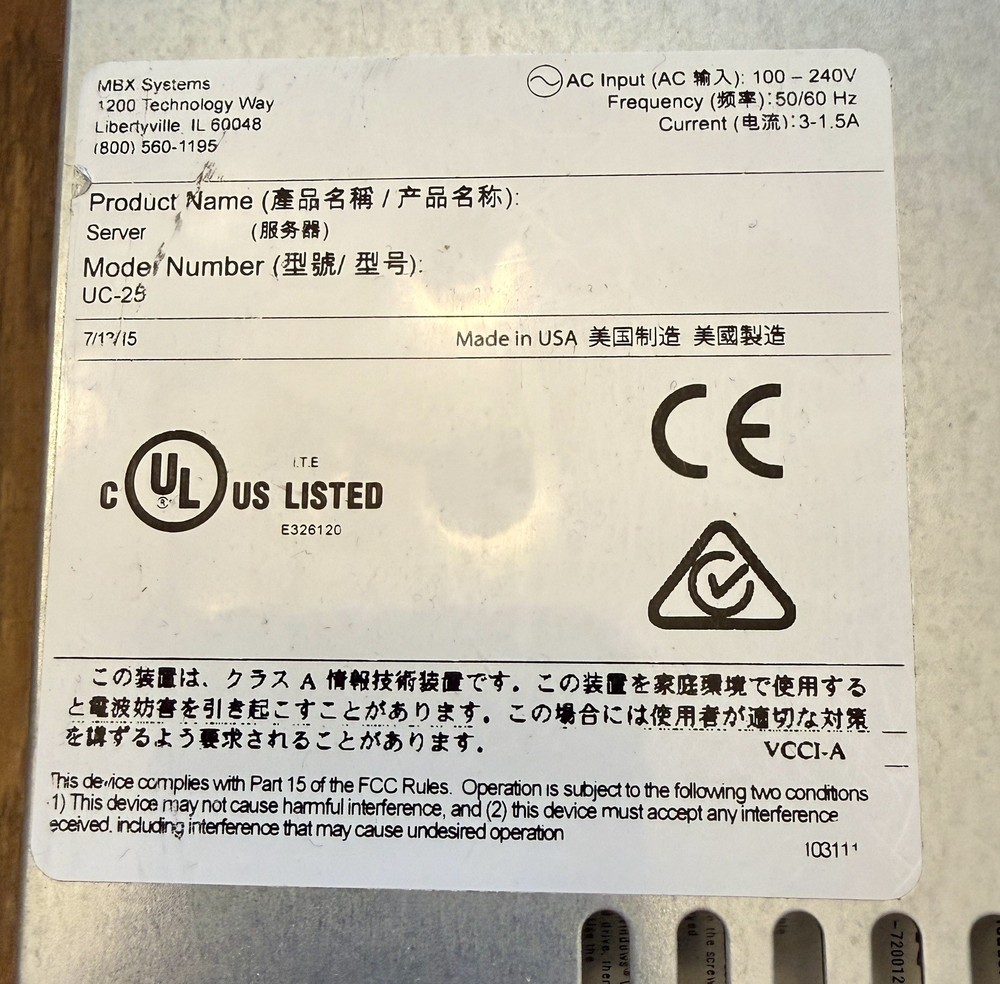 MBX Systems
1200 Technology Way
Libertyville, IL 60048
(800) 560-1195
AC Input (AC 输入): 100 – 240V
Frequency (频率): 50/60 Hz
Current (电流): 3-1.5A
Product Name (產品名稱 / 产品名称):
Server (服务器)
Model Number (型號/ 型号):
UC-25
Made in USA 美国制造 美國製造
C UL ® US LISTED
I.T.E
E326120
CE
この装置は、クラス A 情報技術装置です。この装置を家庭環境で使用する
と電波妨害を引き起こすことがあります。この場合には使用者が適切な対策
を講ずるよう要求されることがあります。
VCCI-A
This device complies with Part 15 of the FCC Rules. Operation is subject to the following two conditions
1) This device may not cause harmful interference, and (2) this device must accept any interference
eceived, including interference that may cause undesired operation
103111
the screw
-720012